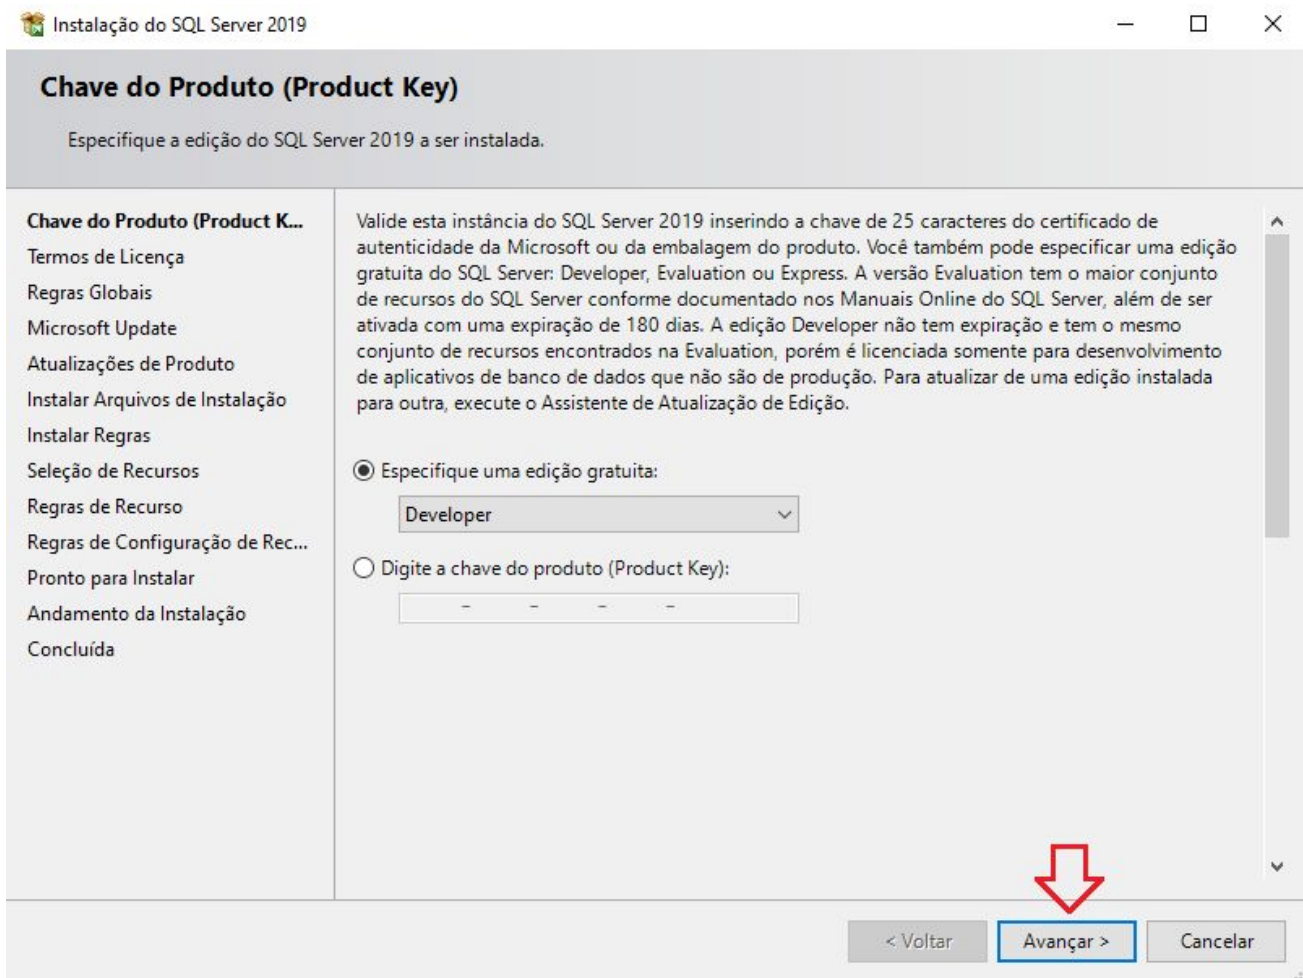 Instalação do SQL Server 2019
Chave do Produto (Product Key)
Especifique a edição do SQL Server 2019 a ser instalada.
Chave do Produto (Product K...
Termos de Licença
Regras Globais
Microsoft Update
Atualizações de Produto
Instalar Arquivos de Instalação
Instalar Regras
Seleção de Recursos
Regras de Recurso
Regras de Configuração de Rec...
Pronto para Instalar
Andamento da Instalação
Concluída
Valide esta instância do SQL Server 2019 inserindo a chave de 25 caracteres do certificado de
autenticidade da Microsoft ou da embalagem do produto. Você também pode especificar uma edição
gratuita do SQL Server: Developer, Evaluation ou Express. A versão Evaluation tem o maior conjunto
de recursos do SQL Server conforme documentado nos Manuais Online do SQL Server, além de ser
ativada com uma expiração de 180 dias. A edição Developer não tem expiração e tem o mesmo
conjunto de recursos encontrados na Evaluation, porém é licenciada somente para desenvolvimento
de aplicativos de banco de dados que não são de produção. Para atualizar de uma edição instalada
para outra, execute o Assistente de Atualização de Edição.
Especifique uma edição gratuita:
Developer
Digite a chave do produto (Product Key):
- - - -
< Voltar
Avançar >
Cancelar